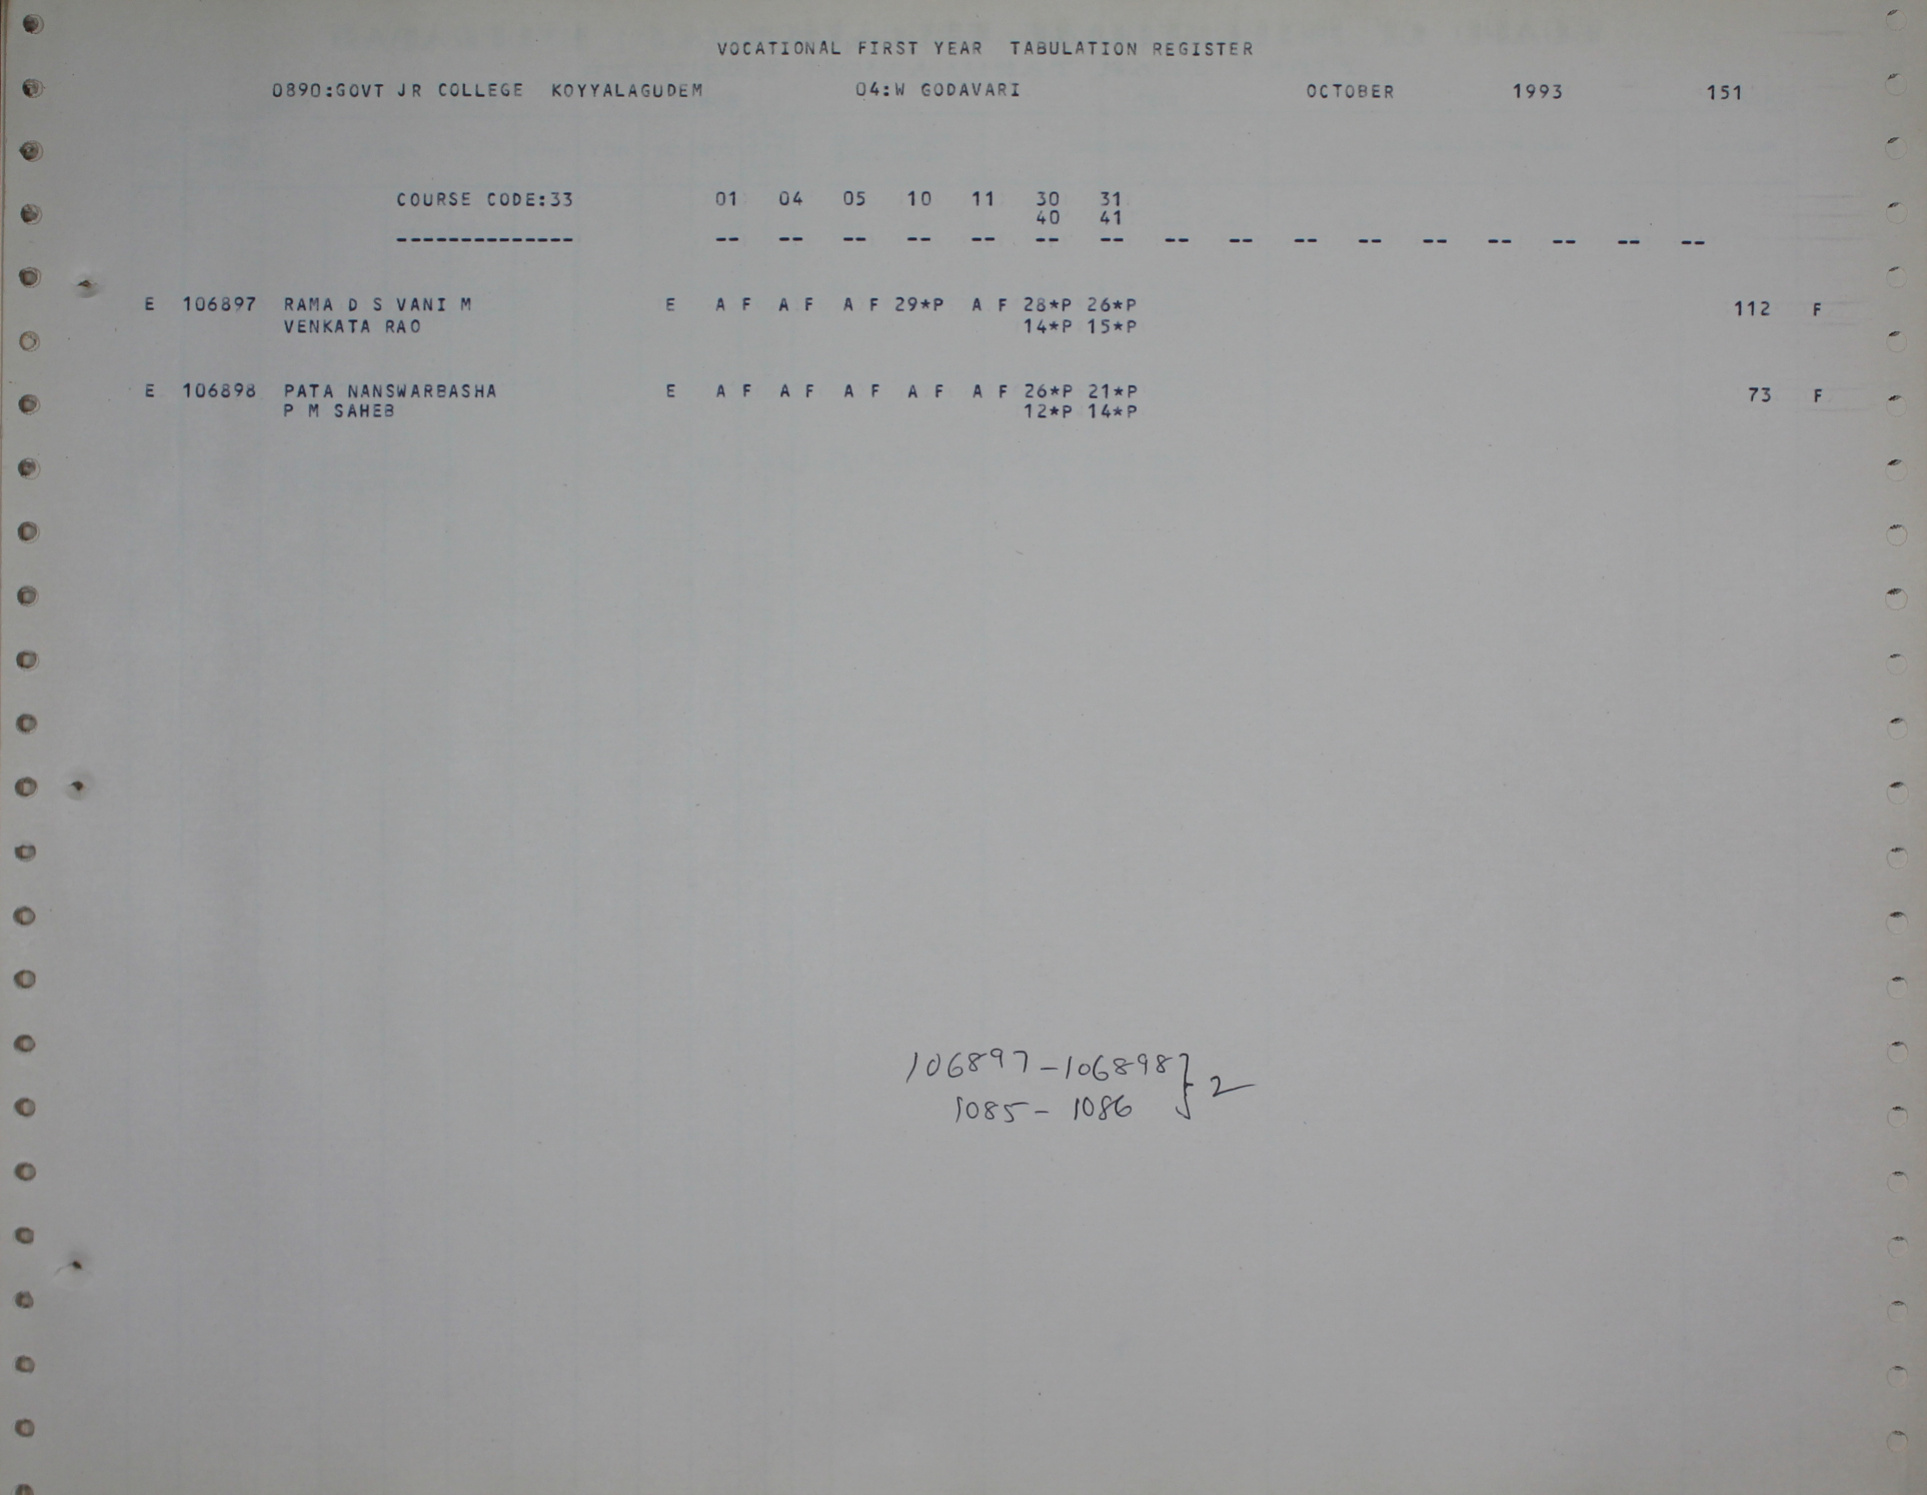 VOCATIONAL FIRST YEAR TABULATION REGISTER
0890:GOVT JR COLLEGE KOYYALAGUDEM 04:W GODAVARI OCTOBER 1993 151
COURSE CODE:33 01 04 05 10 11 30 31
40 41
-------------- -- -- -- -- -- -- -- -- -- -- -- -- -- -- -- --
E 106897 RAMA D S VANI M E A F A F A F 29*P A F 28*P 26*P 112 F
VENKATA RAO 14*P 15*P
E 106898 PATA NANSWARBASHA E A F A F A F A F A F 26*P 21*P 73 F
P M SAHEB 12*P 14*P
106897-106898 } 2
1085- 1086